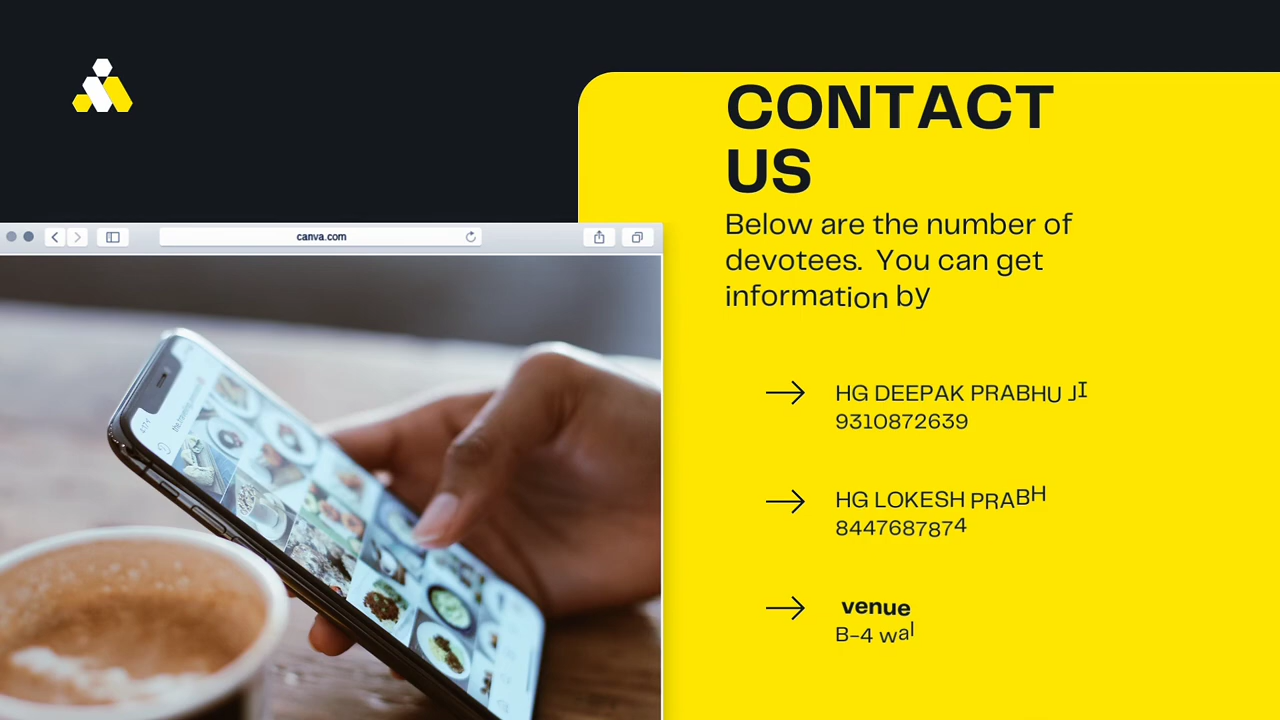 CONTACT
US
Below are the number of
devotees. You can get
information by
HG DEEPAK PRABHU JI
9310872639
HG LOKESH PRABH
8447687874
venue
B-4 wal
canva.com